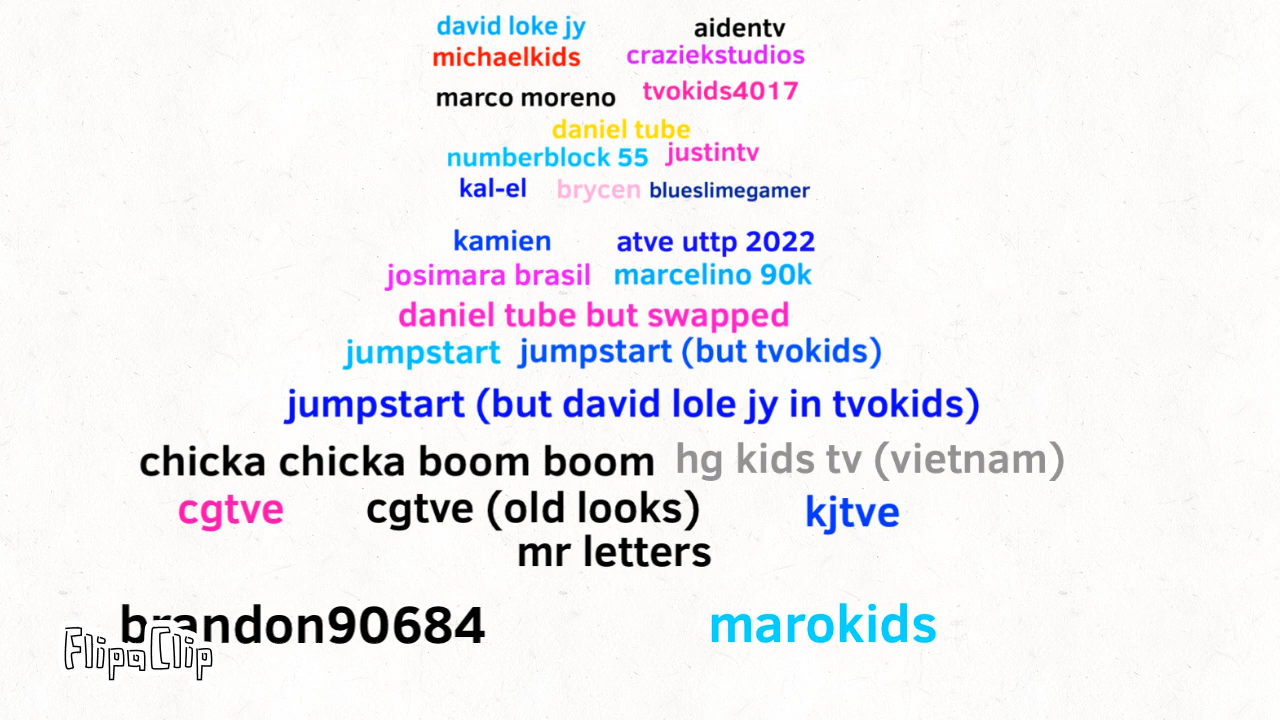 david loke jy aidentv
michaelkids craziekstudios
marco moreno tvokids4017
daniel tube
numberblock 55 justintv
kal-el brycen blueslimegamer
kamien atve uttp 2022
josimara brasil marcelino 90k
daniel tube but swapped
jumpstart jumpstart (but tvokids)
jumpstart (but david lole jy in tvokids)
chicka chicka boom boom hg kids tv (vietnam)
cgtve cgtve (old looks) kjtve
mr letters
brandon90684 marokids
FlipaClip